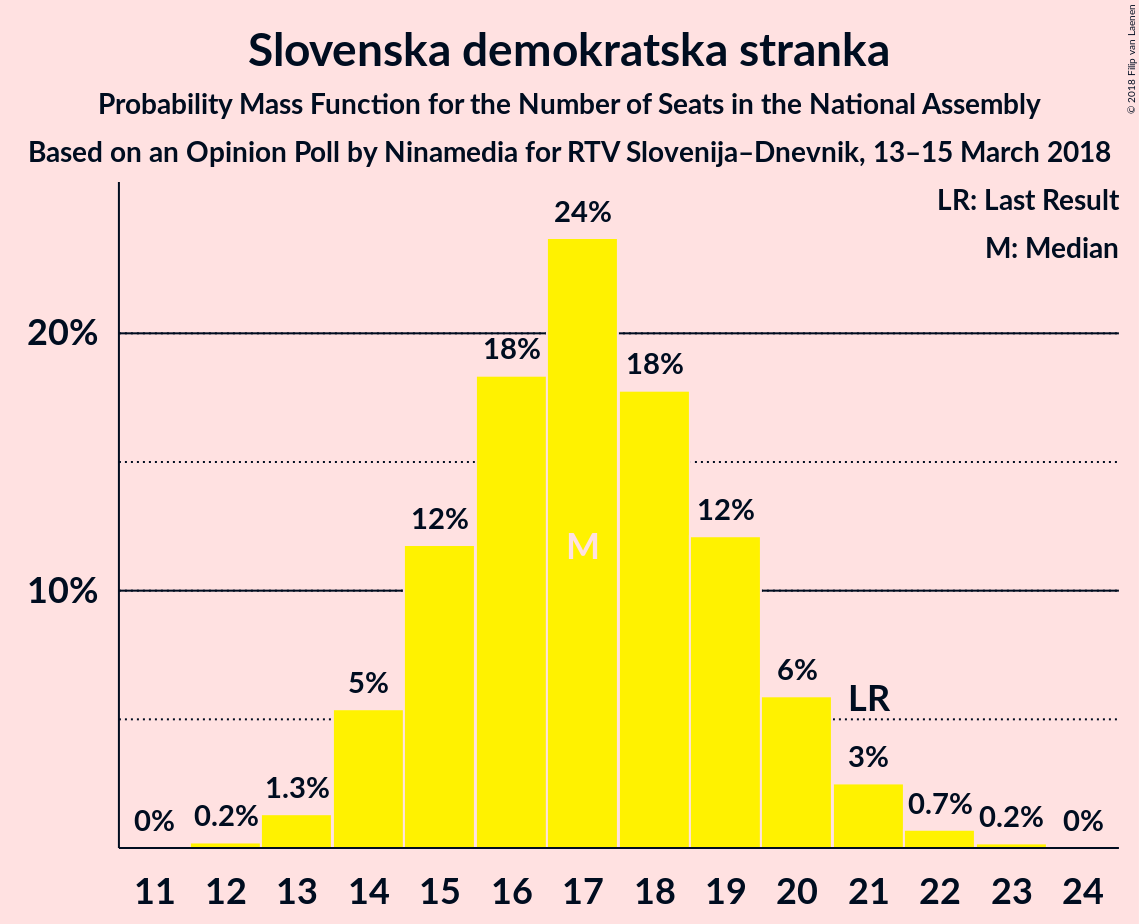 Slovenska demokratska stranka
Probability Mass Function for the Number of Seats in the National Assembly
Based on an Opinion Poll by Ninamedia for RTV Slovenija–Dnevnik, 13–15 March 2018
© 2018 Filip van Laenen
LR: Last Result
M: Median
20%
10%
0%
0.2%
1.3%
5%
12%
18%
24%
M
18%
12%
6%
LR
3%
0.7%
0.2%
0%
11 12 13 14 15 16 17 18 19 20 21 22 23 24